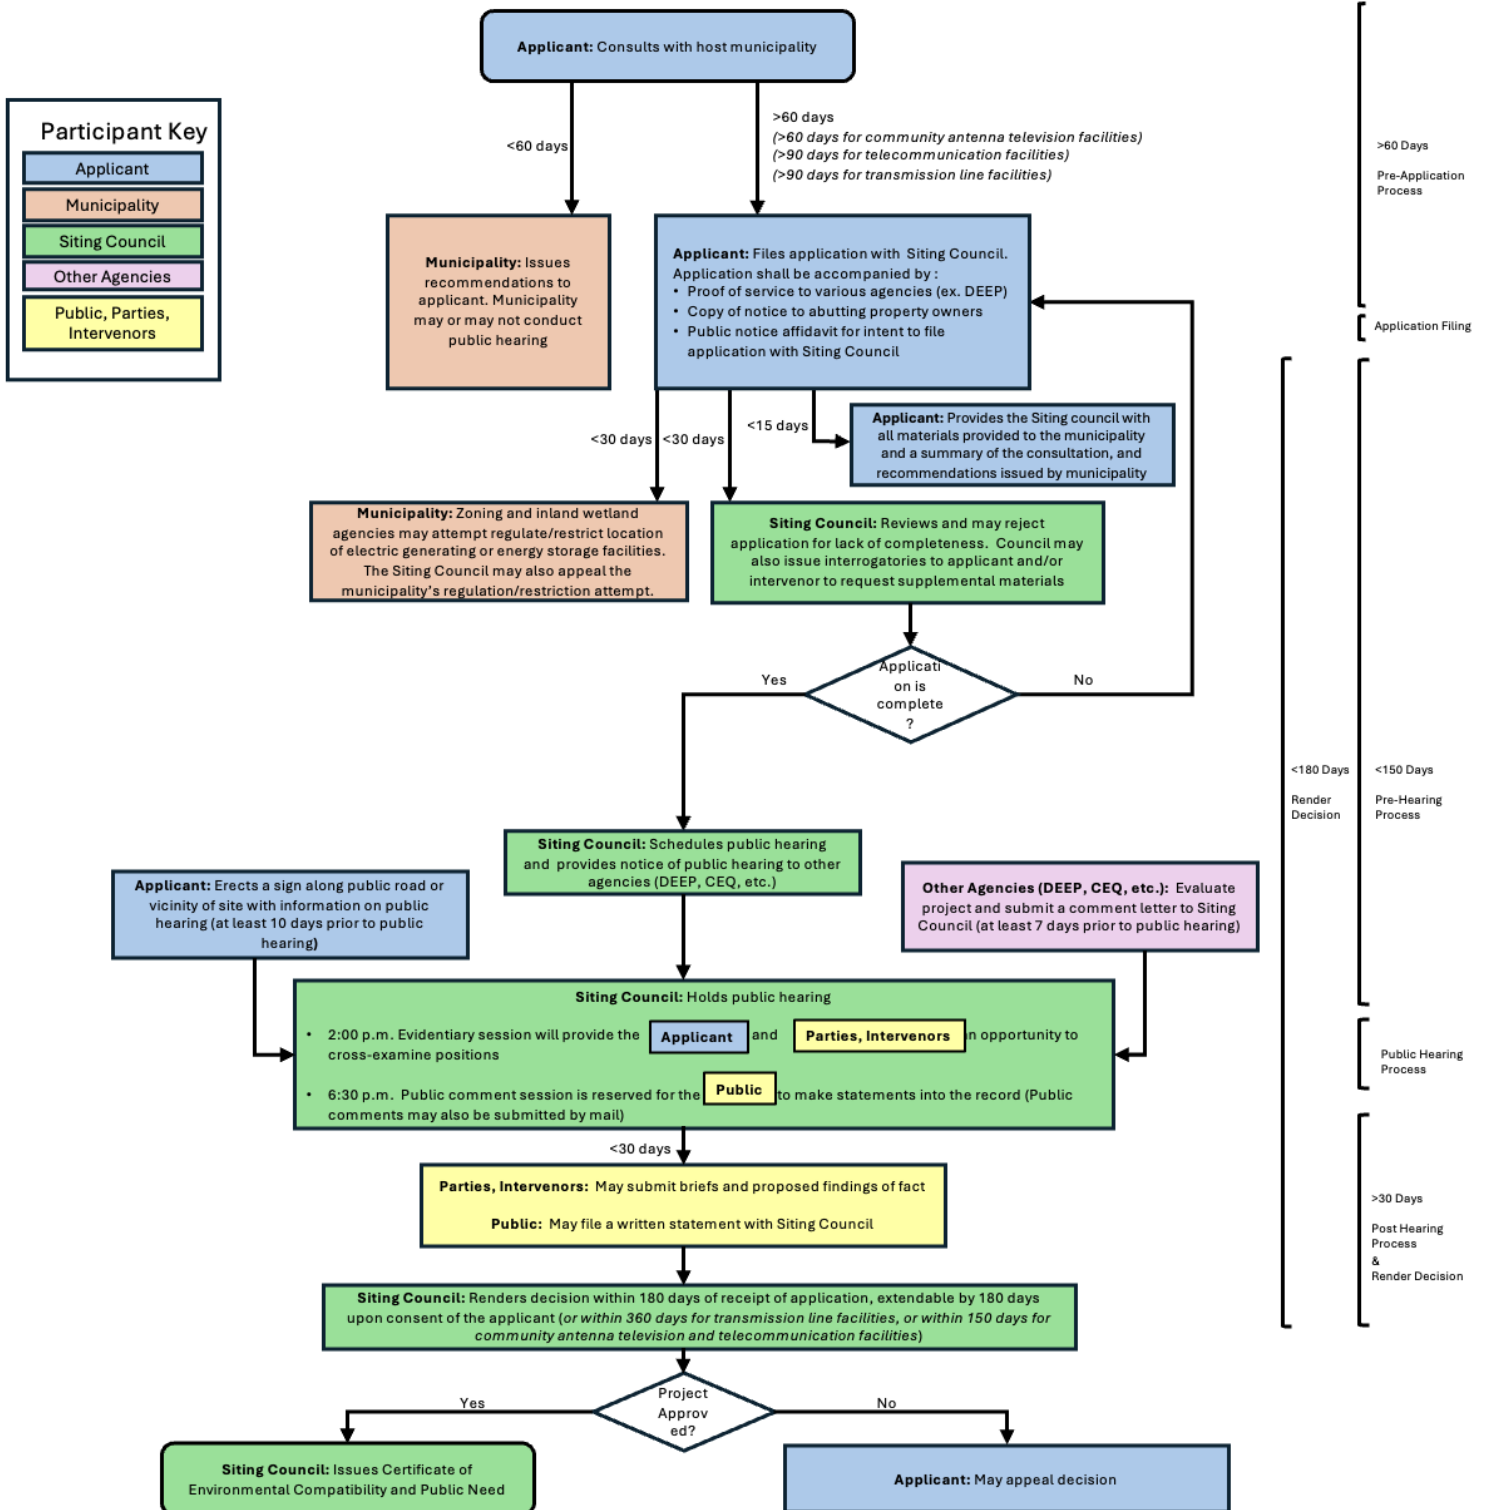 Applicant: Consults with host municipality
Participant Key
Applicant
Municipality
Siting Council
Other Agencies
Public, Parties,
Intervenors
<60 days
>60 days
(>60 days for community antenna television facilities)
(>90 days for telecommunication facilities)
(>90 days for transmission line facilities)
>60 Days
Pre-Application
Process
Municipality: Issues
recommendations to
applicant. Municipality
may or may not conduct
public hearing
Applicant: Files application with Siting Council.
Application shall be accompanied by :
• Proof of service to various agencies (ex. DEEP)
• Copy of notice to abutting property owners
• Public notice affidavit for intent to file
application with Siting Council
Application Filing
<30 days
<30 days
<15 days
Applicant: Provides the Siting council with
all materials provided to the municipality
and a summary of the consultation, and
recommendations issued by municipality
Municipality: Zoning and inland wetland
agencies may attempt regulate/restrict location
of electric generating or energy storage facilities.
The Siting Council may also appeal the
municipality's regulation/restriction attempt.
Siting Council: Reviews and may reject
application for lack of completeness. Council may
also issue interrogatories to applicant and/or
intervenor to request supplemental materials
Applicati
on is
complete
?
Yes
No
<180 Days
Render
Decision
<150 Days
Pre-Hearing
Process
Siting Council: Schedules public hearing
and provides notice of public hearing to other
agencies (DEEP, CEQ, etc.)
Applicant: Erects a sign along public road or
vicinity of site with information on public
hearing (at least 10 days prior to public
hearing)
Other Agencies (DEEP, CEQ, etc.): Evaluate
project and submit a comment letter to Siting
Council (at least 7 days prior to public hearing)
Siting Council: Holds public hearing
• 2:00 p.m. Evidentiary session will provide the Applicant and Parties, Intervenors n opportunity to
cross-examine positions
• 6:30 p.m. Public comment session is reserved for the Public to make statements into the record (Public
comments may also be submitted by mail)
Public Hearing
Process
<30 days
Parties, Intervenors: May submit briefs and proposed findings of fact
Public: May file a written statement with Siting Council
>30 Days
Post Hearing
Process
&
Render Decision
Siting Council: Renders decision within 180 days of receipt of application, extendable by 180 days
upon consent of the applicant (or within 360 days for transmission line facilities, or within 150 days for
community antenna television and telecommunication facilities)
Project
Approv
ed?
Yes
No
Siting Council: Issues Certificate of
Environmental Compatibility and Public Need
Applicant: May appeal decision